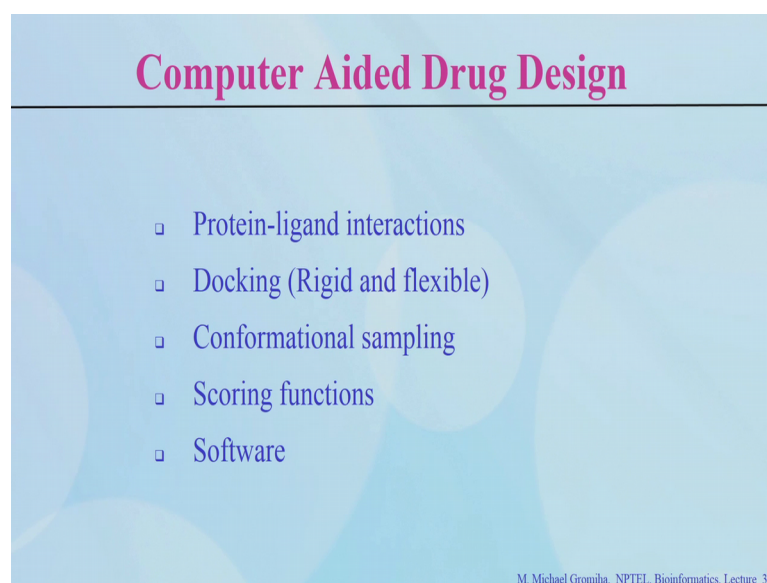 Computer Aided Drug Design
Protein-ligand interactions
Docking (Rigid and flexible)
Conformational sampling
Scoring functions
Software
M. Michael Gromiha, NPTEL, Bioinformatics, Lecture 3